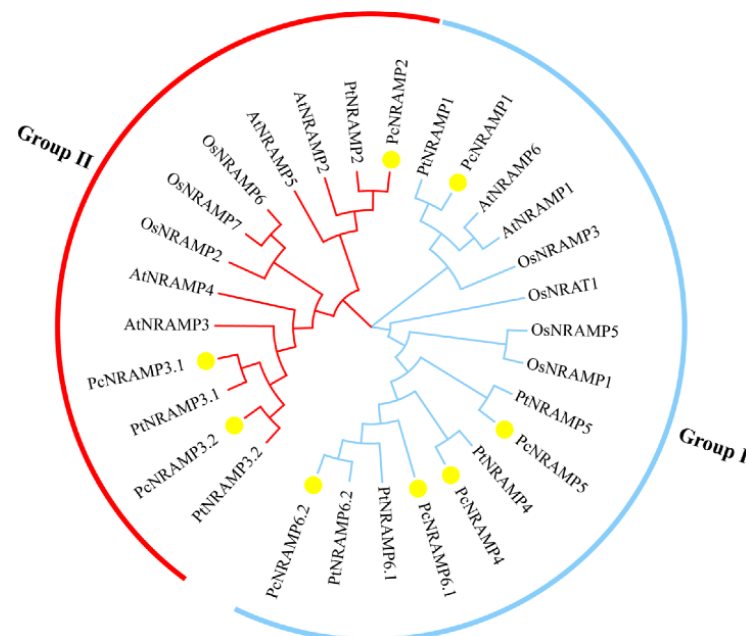 Group II
Group I
PtNRAMP1
PcNRAMP1
AtNRAMP6
AtNRAMP1
OsNRAMP3
OsNRAT1
OsNRAMP5
OsNRAMP1
PtNRAMP5
PcNRAMP5
PtNRAMP4
PcNRAMP4
PcNRAMP6.1
PtNRAMP6.1
PtNRAMP6.2
PcNRAMP6.2
PtNRAMP3.2
PcNRAMP3.2
PtNRAMP3.1
PcNRAMP3.1
AtNRAMP3
AtNRAMP4
OsNRAMP2
OsNRAMP7
OsNRAMP6
AtNRAMP5
AtNRAMP2
PtNRAMP2
PcNRAMP2